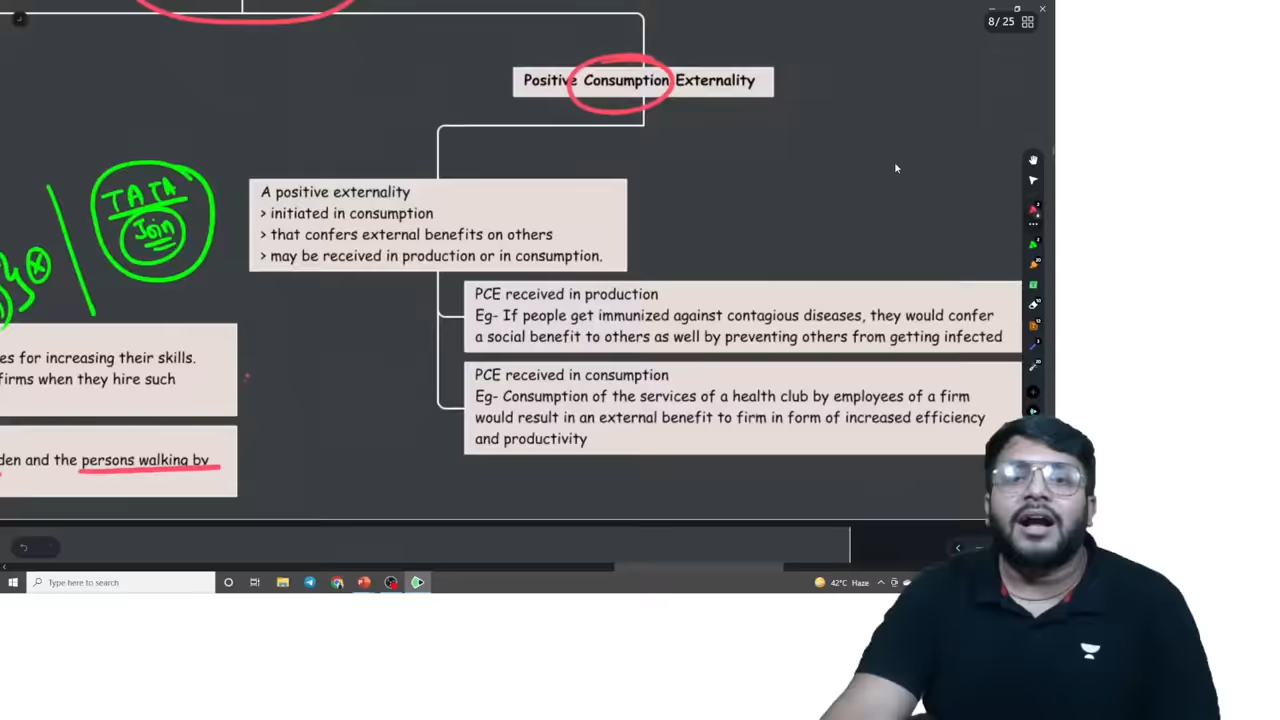 8/25
Positive Consumption Externality
TATA
Join
A positive externality
> initiated in consumption
> that confers external benefits on others
> may be received in production or in consumption.
PCE received in production
Eg- If people get immunized against contagious diseases, they would confer
a social benefit to others as well by preventing others from getting infected
es for increasing their skills.
firms when they hire such
PCE received in consumption
Eg- Consumption of the services of a health club by employees of a firm
would result in an external benefit to firm in form of increased efficiency
and productivity
den and the persons walking by
Type here to search
42°C Haze